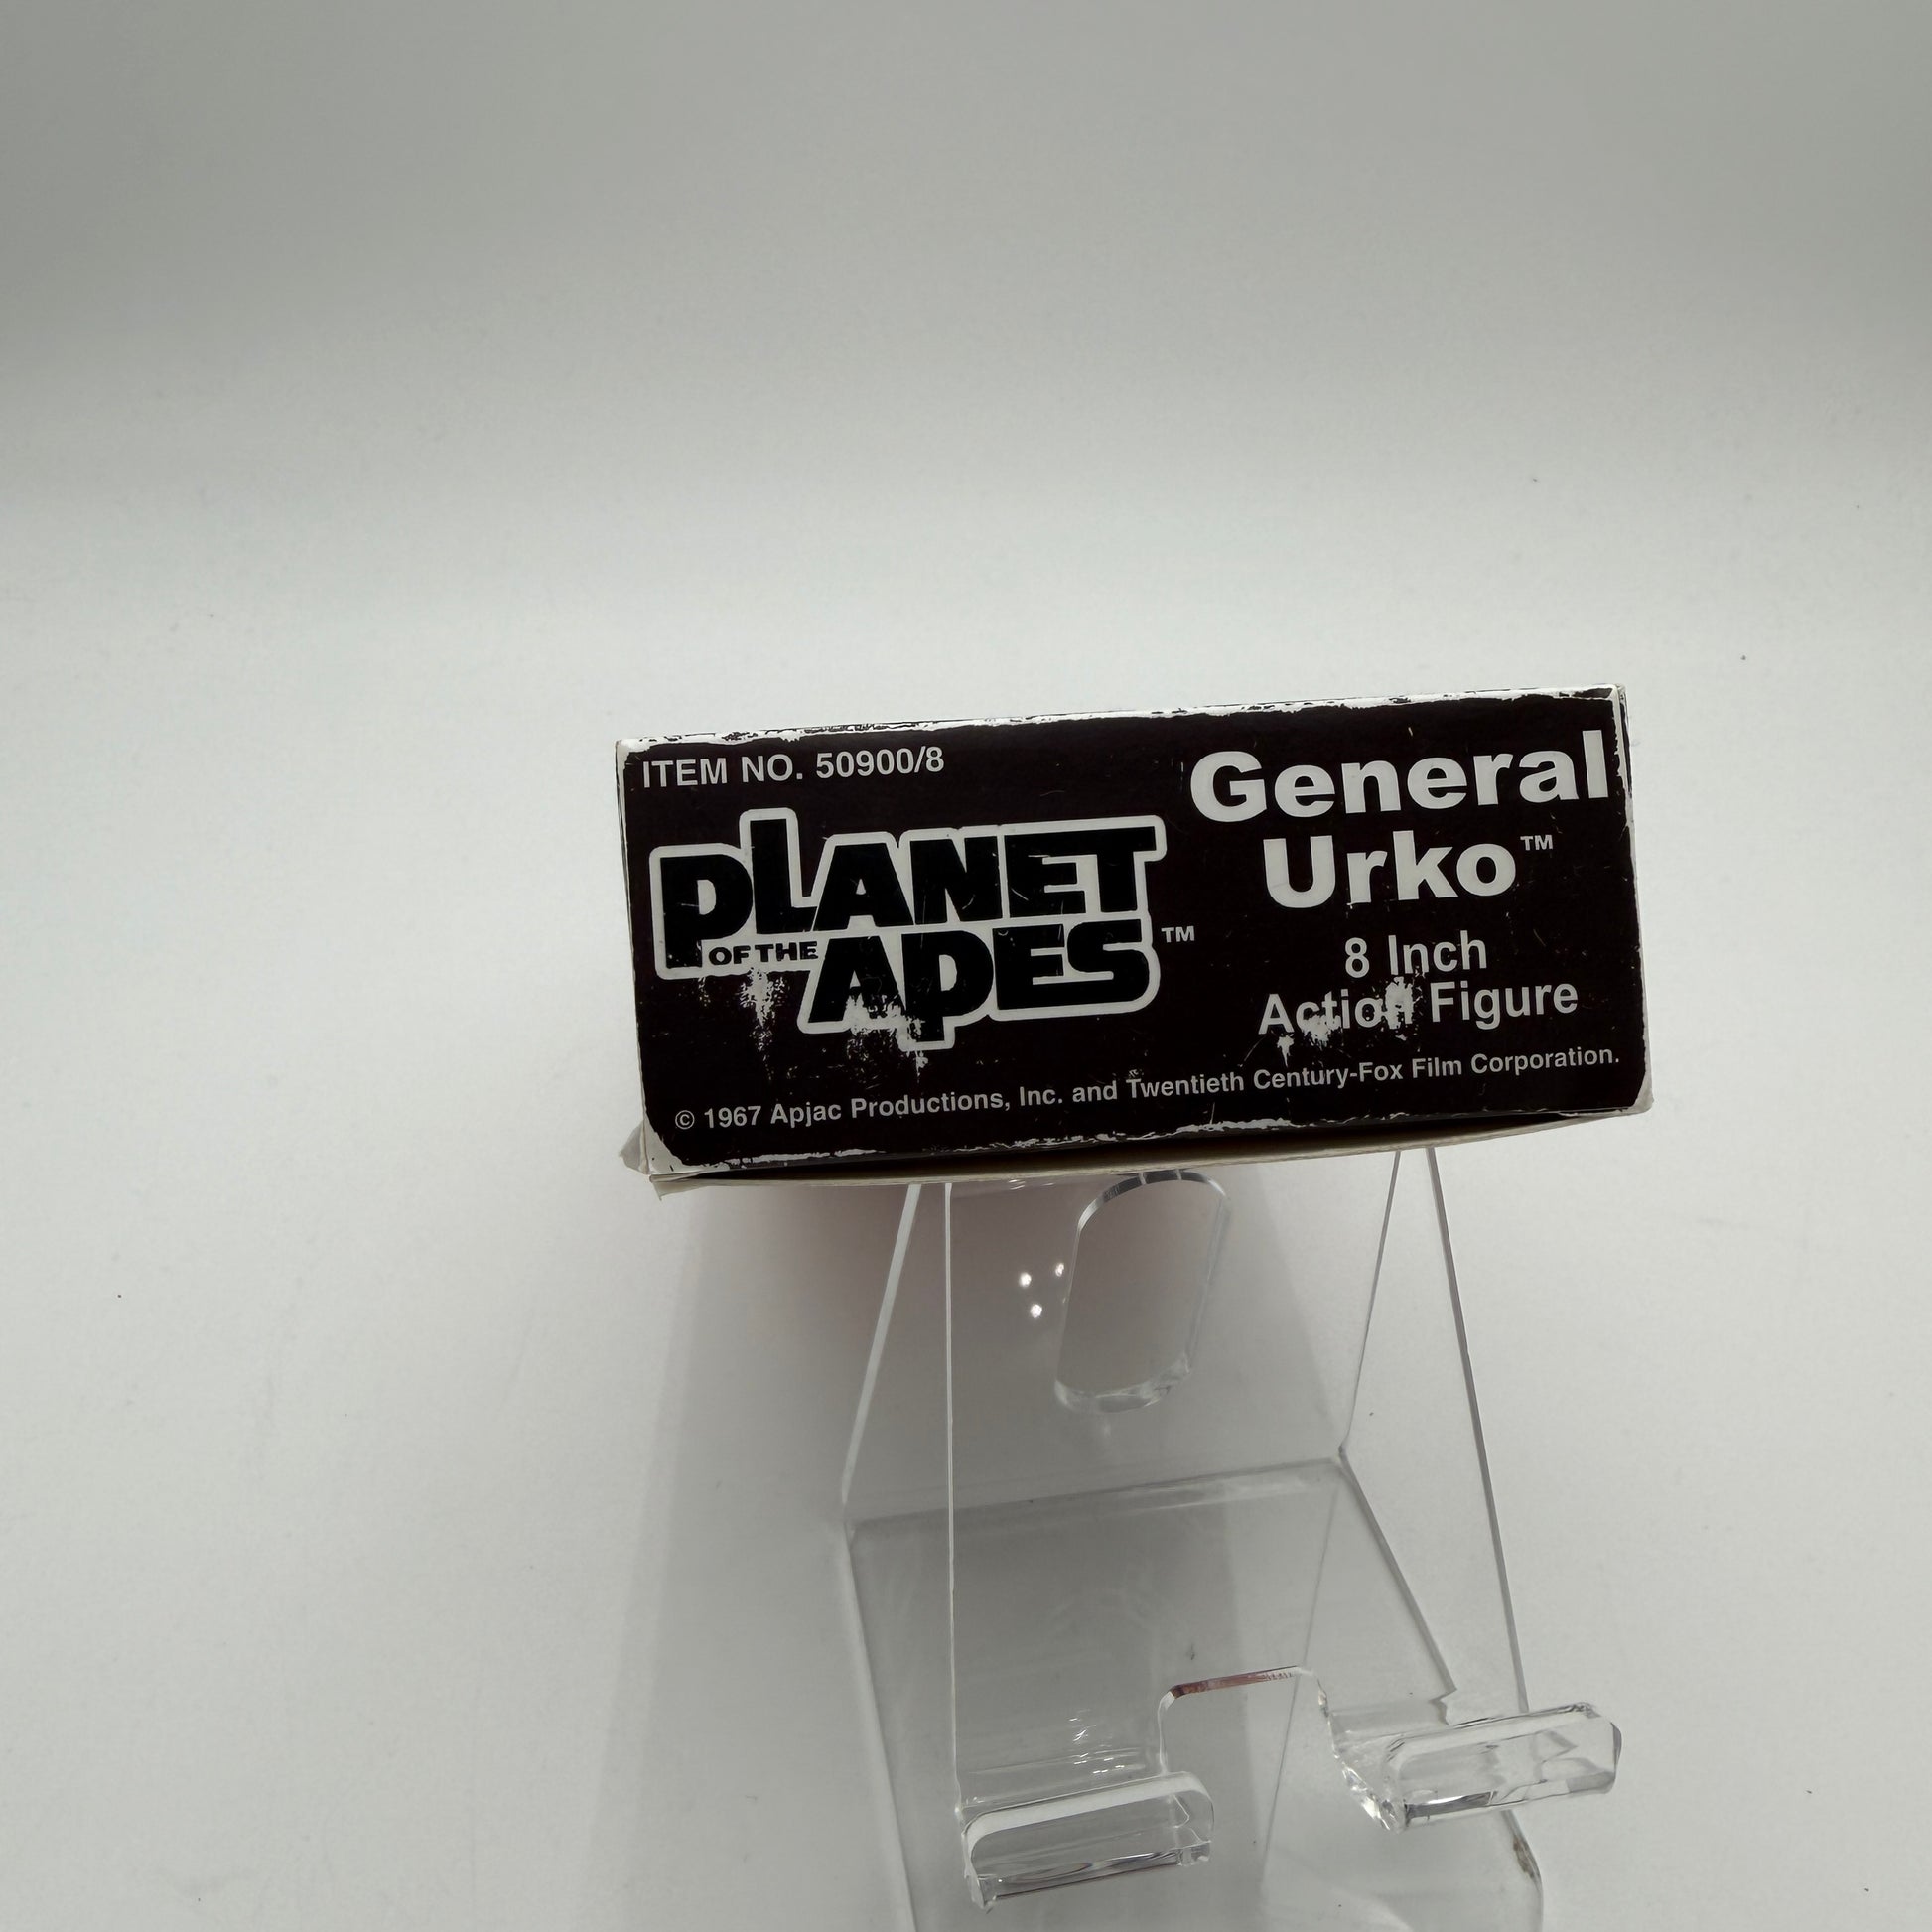 ITEM NO. 50900/8
PLANET
OF THE
APES™
General
Urko™
8 Inch
Action Figure
© 1967 Apjac Productions, Inc. and Twentieth Century-Fox Film Corporation.